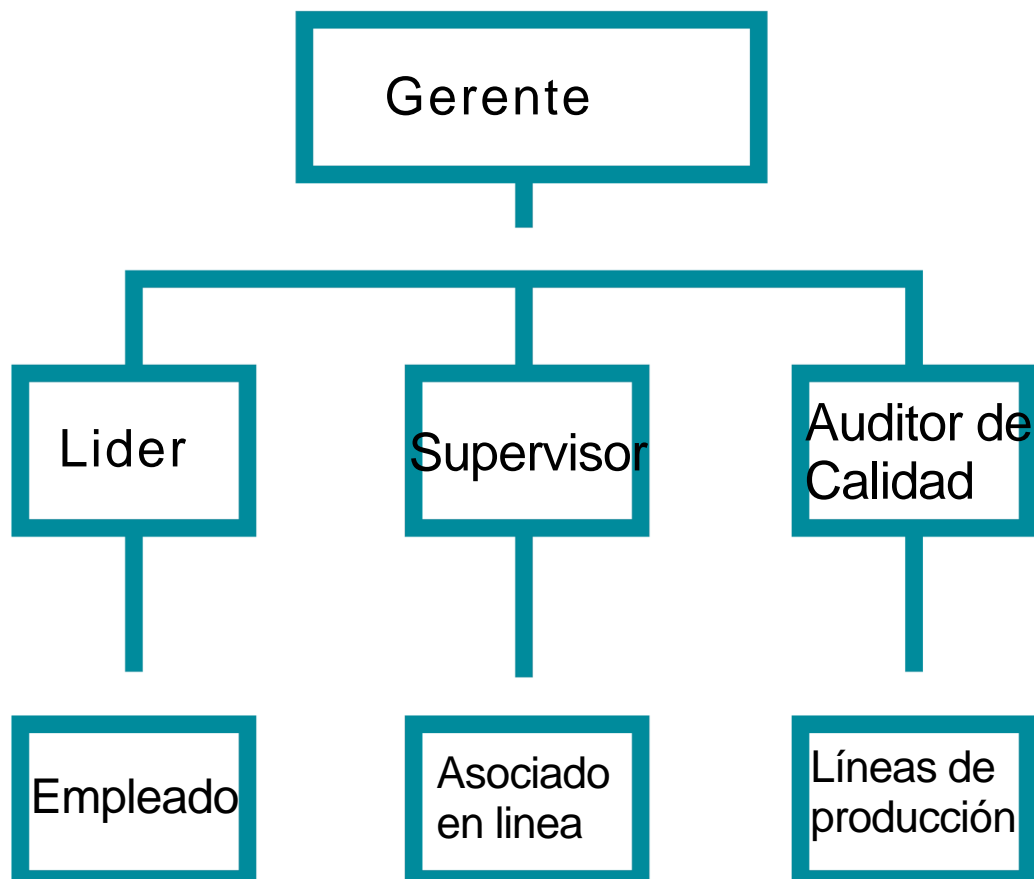 Gerente
Lider
Supervisor
Auditor de
Calidad
Empleado
Asociado
en linea
Líneas de
producción